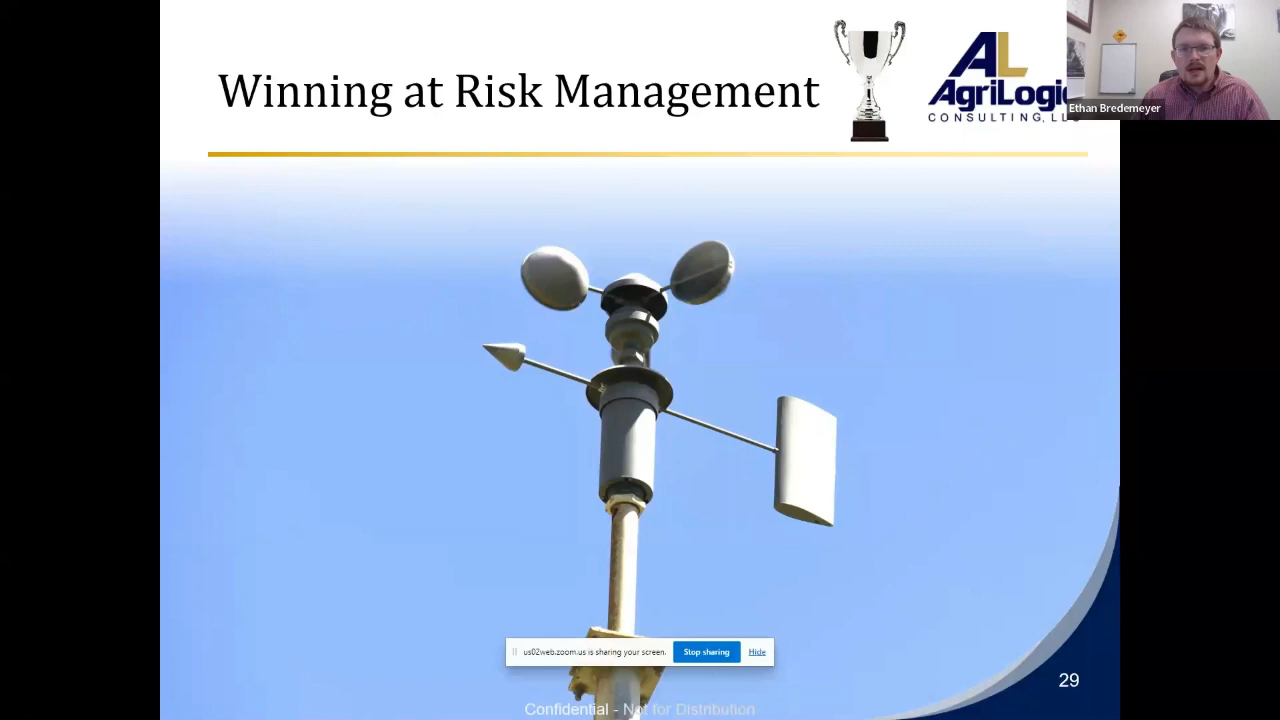 Winning at Risk Management
AL
AgriLogic
CONSULTING, LL
Ethan Bredemeyer
us02web.zoom.us is sharing your screen.
Stop sharing
Hide
29
Confidential - Not for Distribution